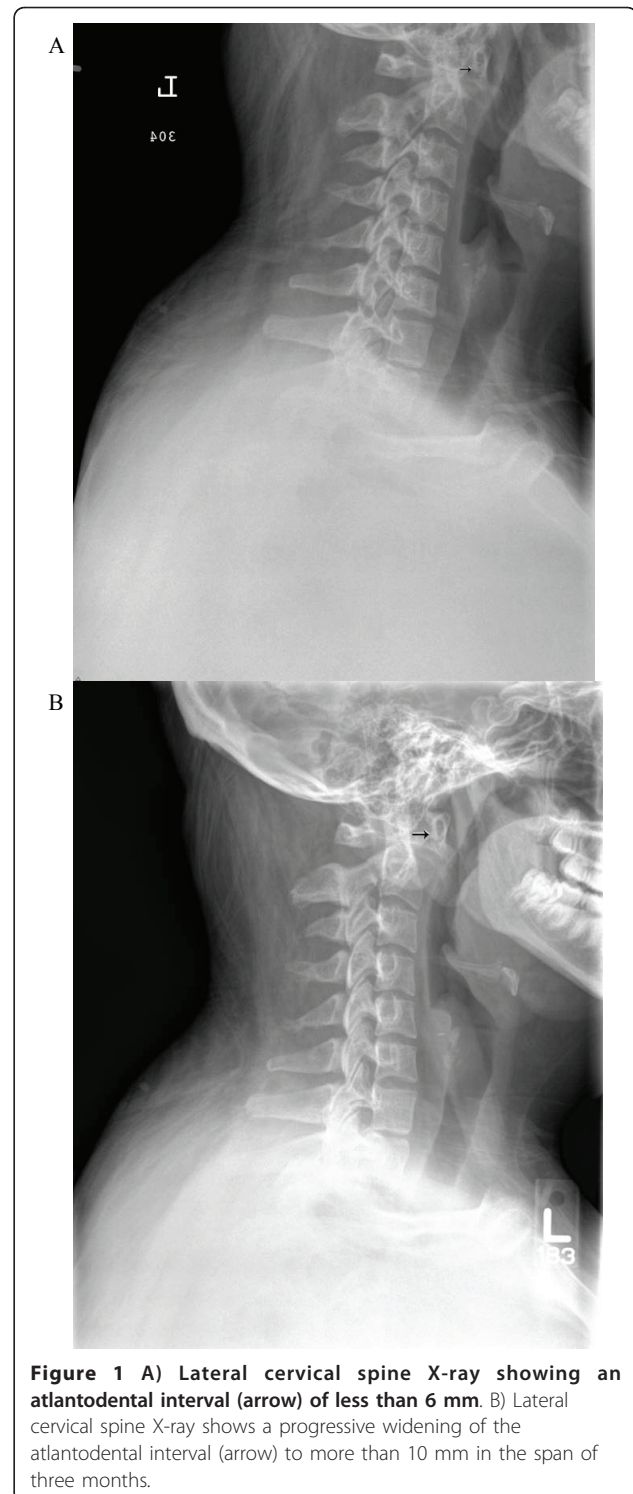 A
L
304
B
L
133
Figure 1 A) Lateral cervical spine X-ray showing an
atlantodental interval (arrow) of less than 6 mm. B) Lateral
cervical spine X-ray shows a progressive widening of the
atlantodental interval (arrow) to more than 10 mm in the span of
three months.